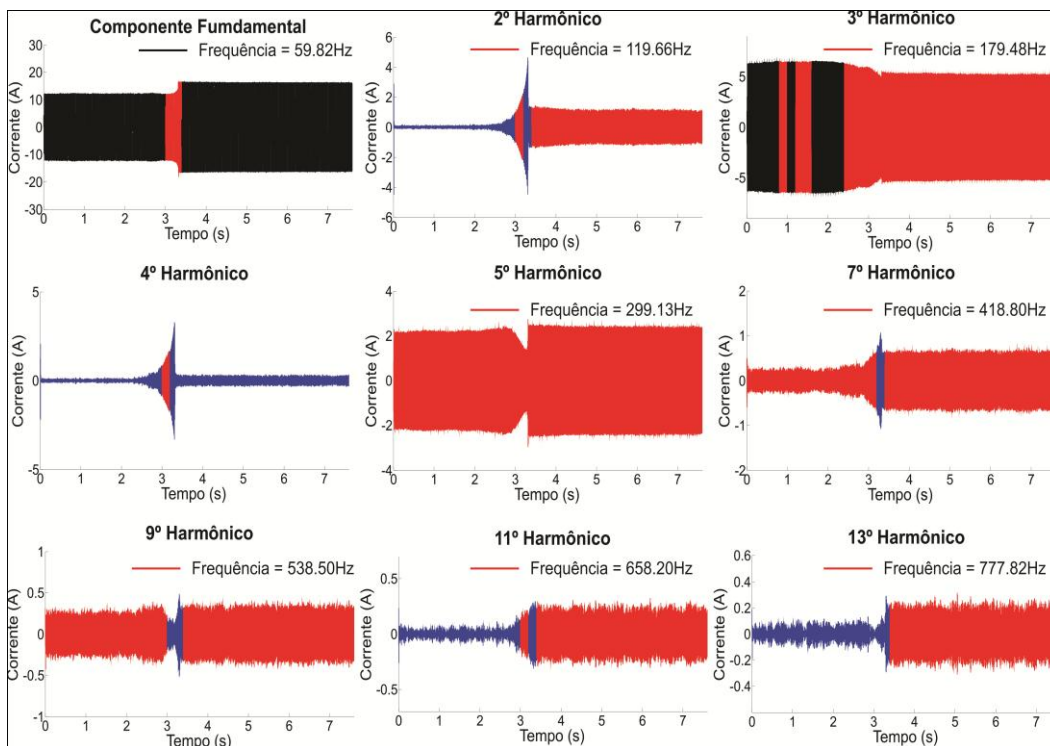 Componente Fumdamental
Frequência = 59.82Hz
Corrente (A)
30
20
10
0
-10
-20
-30
0 1 2 3 4 5 6 7
Tempo (s)
2º Harmônico
Frequência = 119.66Hz
Corrente (A)
6
4
2
0
-2
-4
-6
0 1 2 3 4 5 6 7
Tempo (s)
3º Harmônico
Frequência = 179.48Hz
Corrente (A)
5
0
-5
0 1 2 3 4 5 6 7
Tempo (s)
4º Harmônico
Corrente (A)
5
0
-5
0 1 2 3 4 5 6 7
Tempo (s)
5º Harmônico
Frequência = 299.13Hz
Corrente (A)
4
2
0
-2
-4
0 1 2 3 4 5 6 7
Tempo (s)
7º Harmônico
Frequência = 418.80Hz
Corrente (A)
2
1
0
-1
-2
0 1 2 3 4 5 6 7
Tempo (s)
9º Harmônico
Frequência = 538.50Hz
Corrente (A)
1
0.5
0
-0.5
-1
0 1 2 3 4 5 6 7
Tempo (s)
11º Harmônico
Frequência = 658.20Hz
Corrente (A)
0.5
0
-0.5
0 1 2 3 4 5 6 7
Tempo (s)
13º Harmônico
Frequência = 777.82Hz
Corrente (A)
0.6
0.4
0.2
0
-0.2
-0.4
-0.6
0 1 2 3 4 5 6 7
Tempo (s)